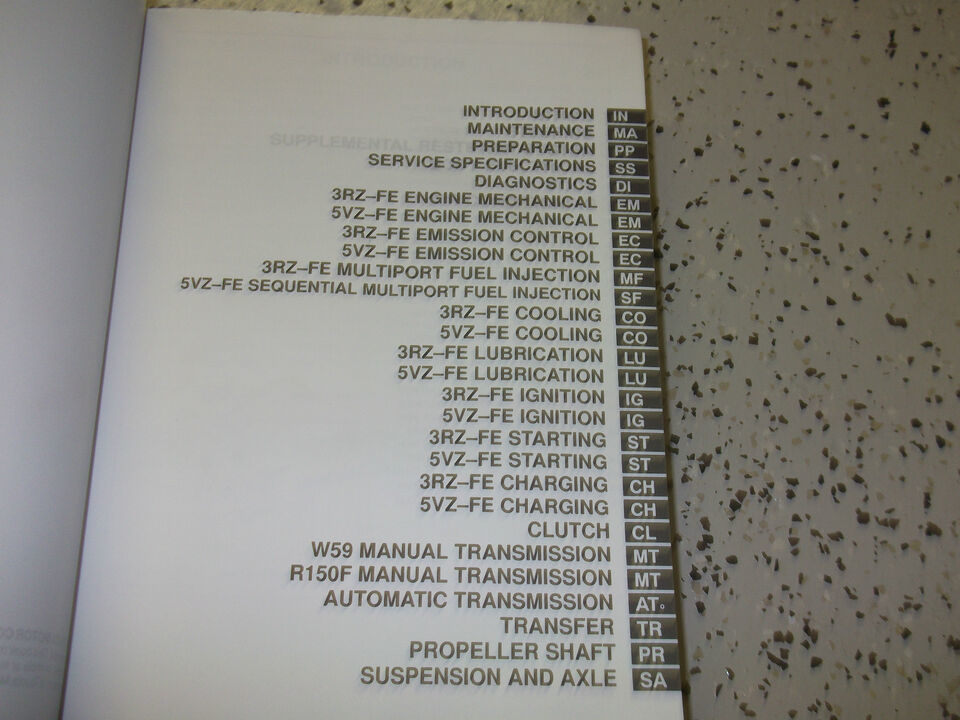 INTRODUCTION IN
MAINTENANCE MA
PREPARATION PP
SERVICE SPECIFICATIONS SS
DIAGNOSTICS DI
3RZ–FE ENGINE MECHANICAL EM
5VZ–FE ENGINE MECHANICAL EM
3RZ–FE EMISSION CONTROL EC
5VZ–FE EMISSION CONTROL EC
3RZ–FE MULTIPORT FUEL INJECTION MF
5VZ–FE SEQUENTIAL MULTIPORT FUEL INJECTION SF
3RZ–FE COOLING CO
5VZ–FE COOLING CO
3RZ–FE LUBRICATION LU
5VZ–FE LUBRICATION LU
3RZ–FE IGNITION IG
5VZ–FE IGNITION IG
3RZ–FE STARTING ST
5VZ–FE STARTING ST
3RZ–FE CHARGING CH
5VZ–FE CHARGING CH
CLUTCH CL
W59 MANUAL TRANSMISSION MT
R150F MANUAL TRANSMISSION MT
AUTOMATIC TRANSMISSION AT
TRANSFER TR
PROPELLER SHAFT PR
SUSPENSION AND AXLE SA